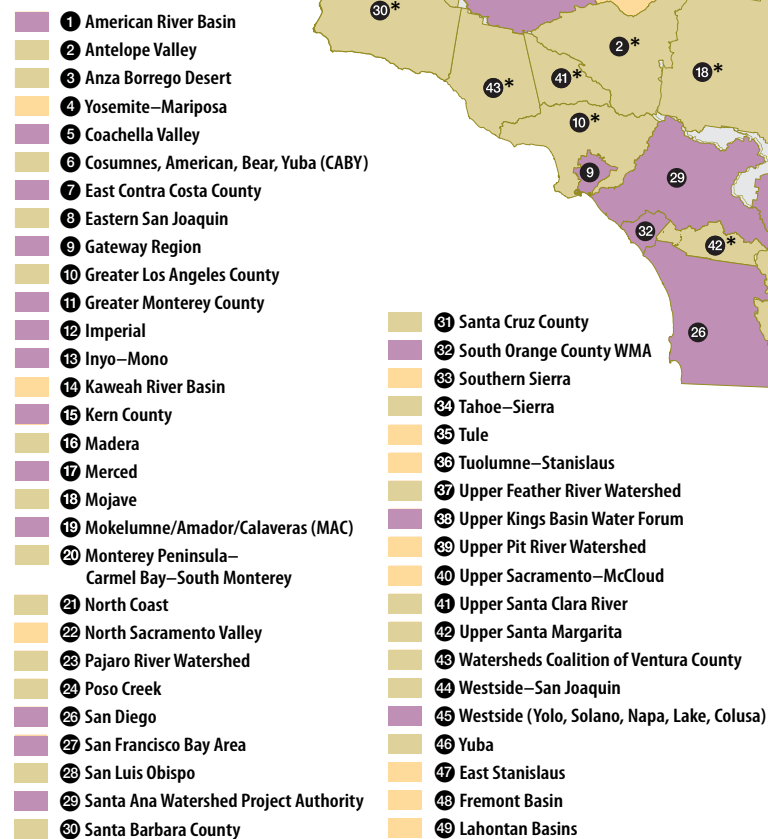 30*
2*
18*
41*
43*
10*
9
29
32
42*
26
1 American River Basin
2 Antelope Valley
3 Anza Borrego Desert
4 Yosemite–Mariposa
5 Coachella Valley
6 Cosumnes, American, Bear, Yuba (CABY)
7 East Contra Costa County
8 Eastern San Joaquin
9 Gateway Region
10 Greater Los Angeles County
11 Greater Monterey County
12 Imperial
13 Inyo–Mono
14 Kaweah River Basin
15 Kern County
16 Madera
17 Merced
18 Mojave
19 Mokelumne/Amador/Calaveras (MAC)
20 Monterey Peninsula–
Carmel Bay–South Monterey
21 North Coast
22 North Sacramento Valley
23 Pajaro River Watershed
24 Poso Creek
26 San Diego
27 San Francisco Bay Area
28 San Luis Obispo
29 Santa Ana Watershed Project Authority
30 Santa Barbara County
31 Santa Cruz County
32 South Orange County WMA
33 Southern Sierra
34 Tahoe–Sierra
35 Tule
36 Tuolumne–Stanislaus
37 Upper Feather River Watershed
38 Upper Kings Basin Water Forum
39 Upper Pit River Watershed
40 Upper Sacramento–McCloud
41 Upper Santa Clara River
42 Upper Santa Margarita
43 Watersheds Coalition of Ventura County
44 Westside–San Joaquin
45 Westside (Yolo, Solano, Napa, Lake, Colusa)
46 Yuba
47 East Stanislaus
48 Fremont Basin
49 Lahontan Basins